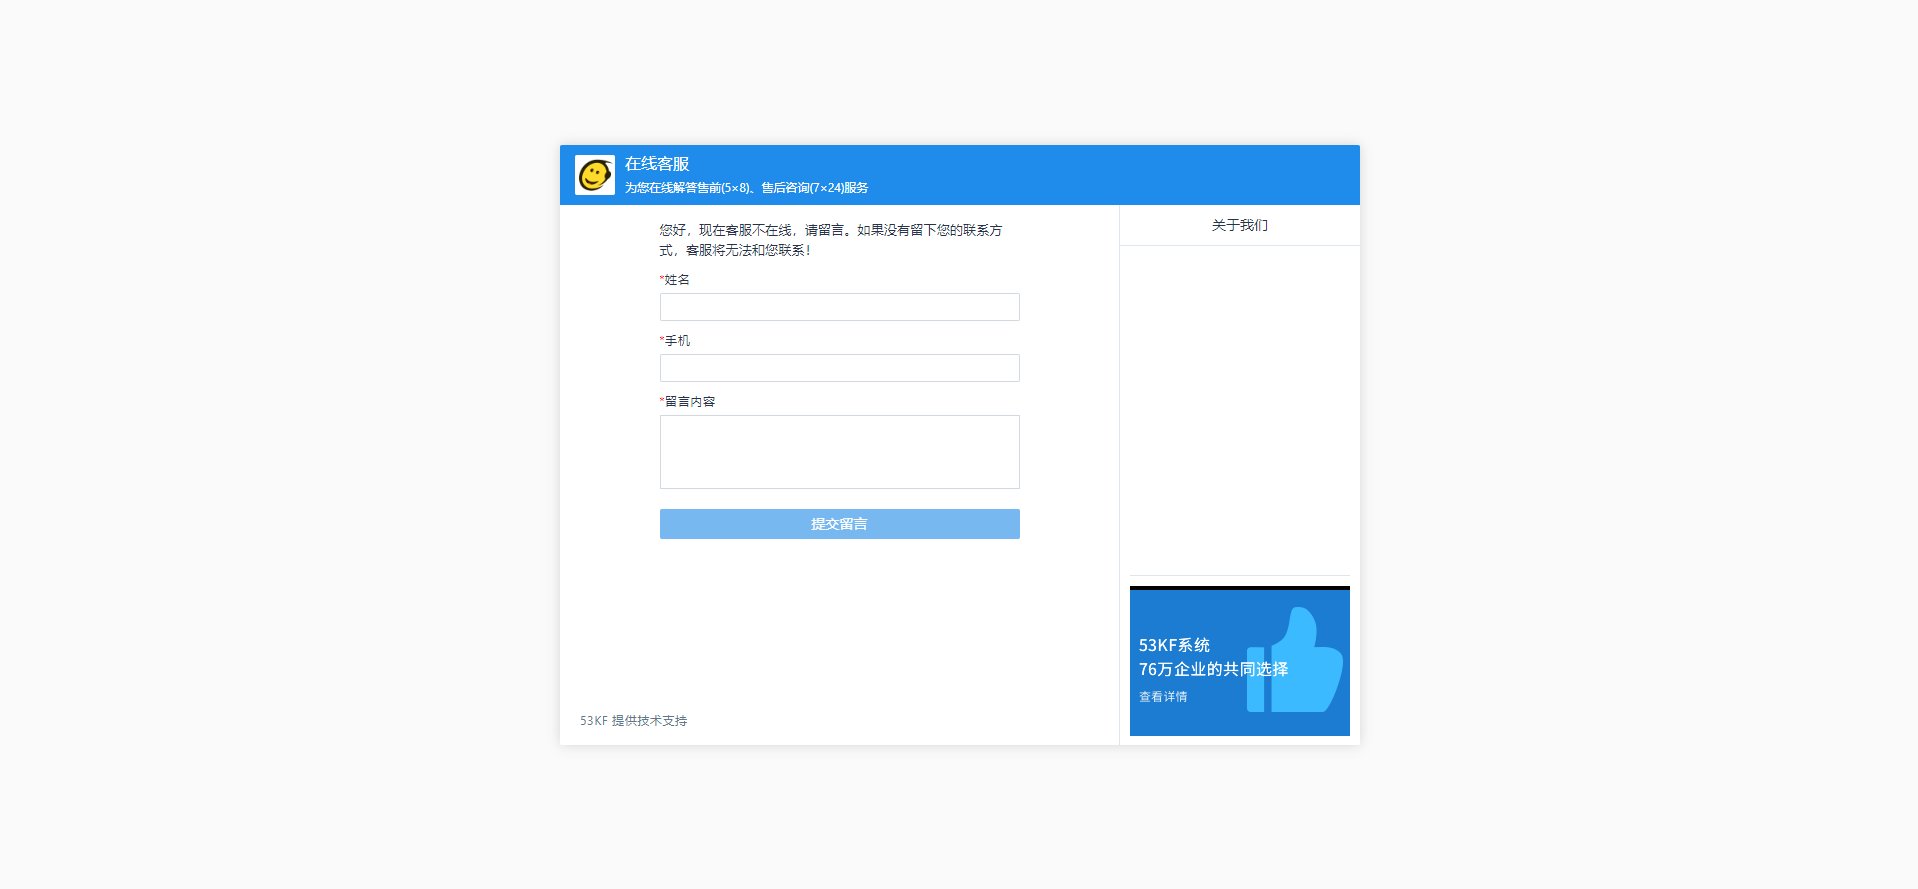 在线客服
为您在线解答售前(5×8)、售后咨询(7×24)服务
您好，现在客服不在线，请留言。如果没有留下您的联系方
式，客服将无法和您联系！
*姓名
*手机
*留言内容
提交留言
53KF 提供技术支持
关于我们
53KF系统
76万企业的共同选择
查看详情